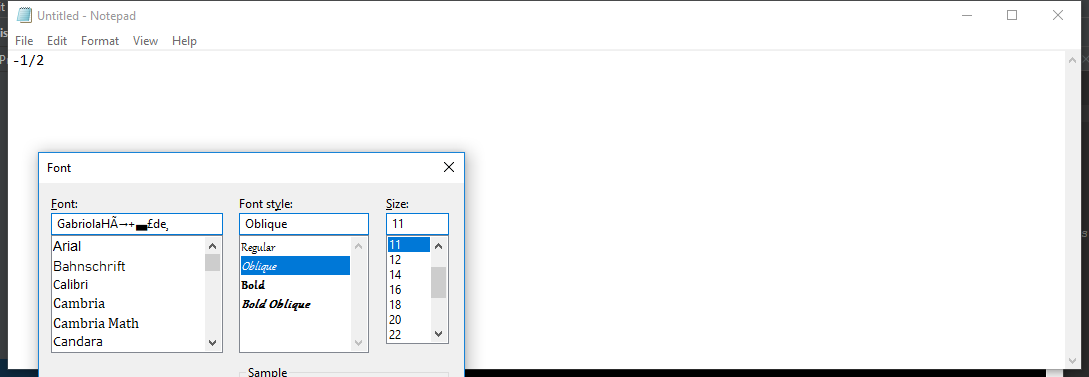 Untitled - Notepad
File Edit Format View Help
-1/2
Font
Font: Font style: Size:
GabriolaHÃ→+▃£de¸ Oblique 11
Arial Regular 11
Bahnschrift Oblique 12
Calibri Bold 14
Cambria Bold Oblique 16
Cambria Math 18
Candara 20
22
Sample